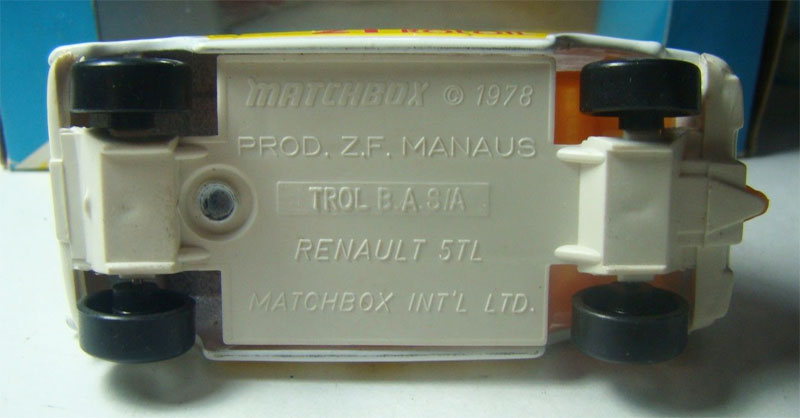 MATCHBOX © 1978
PROD. Z.F. MANAUS
TROL B.A. S/A
RENAULT 5TL
MATCHBOX INT'L LTD.